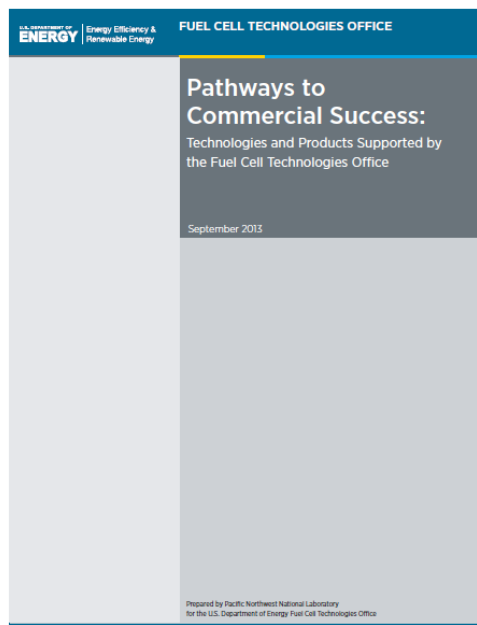 U.S. DEPARTMENT OF
ENERGY
Energy Efficiency &
Renewable Energy
FUEL CELL TECHNOLOGIES OFFICE
Pathways to
Commercial Success:
Technologies and Products Supported by
the Fuel Cell Technologies Office
September 2013
Prepared by Pacific Northwest National Laboratory
for the U.S. Department of Energy Fuel Cell Technologies Office